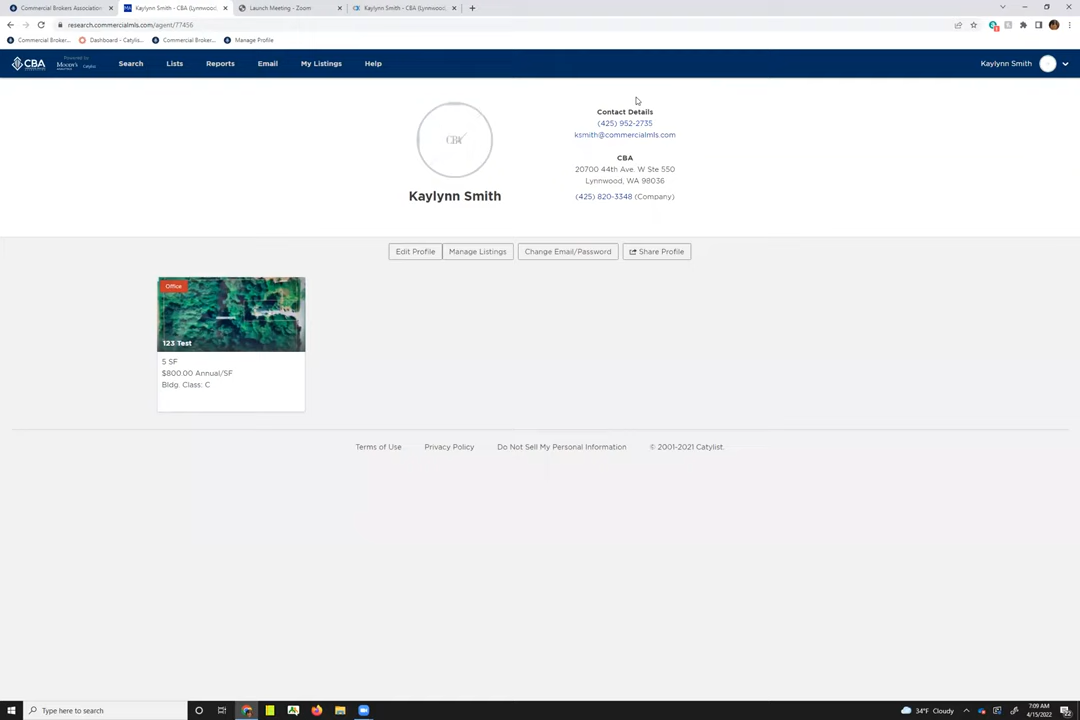 Commercial Brokers Association
Kaylynn Smith - CBA (Lynnwood,
Launch Meeting - Zoom
Kaylynn Smith - CBA (Lynnwood,
research.commercialmls.com/agent/77456
Commercial Broker...
Dashboard - Catylis...
Commercial Broker...
Manage Profile
CBA
Powered by
Moody's
Catylist
Search
Lists
Reports
Email
My Listings
Help
Kaylynn Smith
CBA
Kaylynn Smith
Contact Details
(425) 952-2735
ksmith@commercialmls.com
CBA
20700 44th Ave. W Ste 550
Lynnwood, WA 98036
(425) 820-3348 (Company)
Edit Profile
Manage Listings
Change Email/Password
Share Profile
Office
123 Test
5 SF
$800.00 Annual/SF
Bldg. Class: C
Terms of Use
Privacy Policy
Do Not Sell My Personal Information
© 2001-2021 Catylist.
Type here to search
34°F Cloudy
7:09 AM
4/15/2022